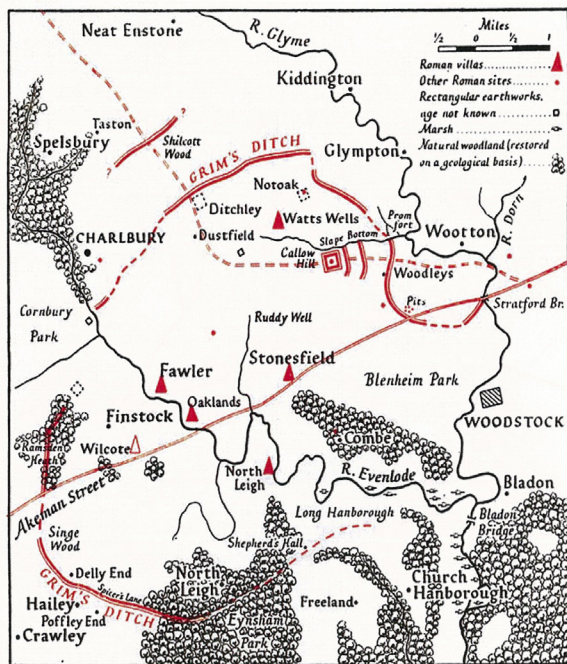 Neat Enstone
R. Glyme
Miles
½ 0 ½ 1
Roman villas
Other Roman sites
Rectangular earthworks,
age not known
Marsh
Natural woodland (restored
on a geological basis)
Kiddington
Taston
?
Spelsbury
Shilcott
Wood
GRIM'S DITCH
Glympton
?
Notoak
Ditchley
Watts Wells
Prom
fort
Wootton
R. Dorn
Dustfield
Slape Bottom
CHARLBURY
Callow
Hill
Woodleys
Pits
Stratford Br.
Cornbury
Park
Ruddy Well
Stonesfield
Fawler
Blenheim Park
Oaklands
Finstock
WOODSTOCK
Ramsden
Heath
Wilcote
Combe
Akeman Street
North
Leigh
R. Evenlode
Bladon
Long Hanborough
Bladon
Bridge
Singe
Wood
Shepherd's Hall
Delly End
North
Leigh
Church
Hanborough
GRIM'S DITCH
Spicer's Lane
Hailey
Poffley End
Eynsham
Park
Freeland
Crawley